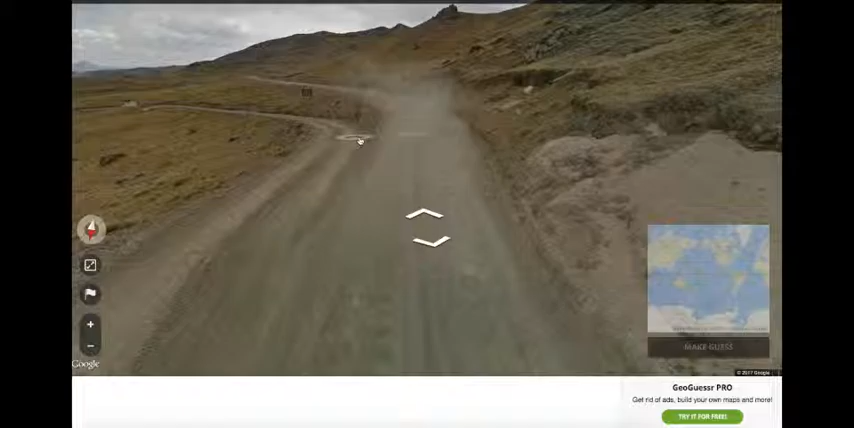 MAKE GUESS
Google
© 2017 Google
GeoGuessr PRO
Get rid of ads, build your own maps and more!
TRY IT FOR FREE!